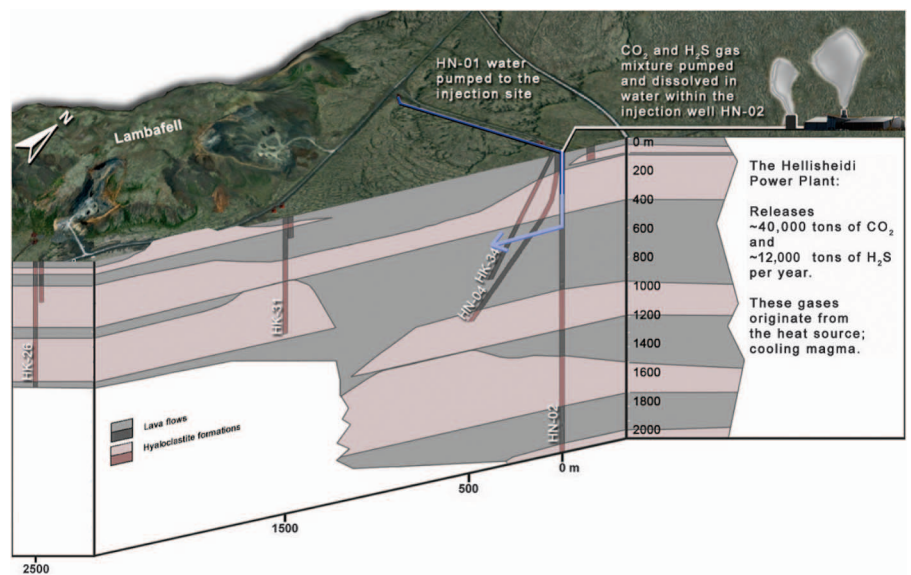 HN-01 water
pumped to the
injection site
CO₂ and H₂S gas
mixture pumped
and dissolved in
water within the
injection well HN-02
N
Lambafell
0 m
200
400
600
800
1000
1200
1400
1600
1800
2000
The Hellisheidi
Power Plant:
Releases
~40,000 tons of CO₂
and
~12,000 tons of H₂S
per year.
These gases
originate from
the heat source;
cooling magma.
HK-34
HN-04
HK-31
HK-26
HN-02
Lava flows
Hyaloclastite formations
0 m
500
1500
2500